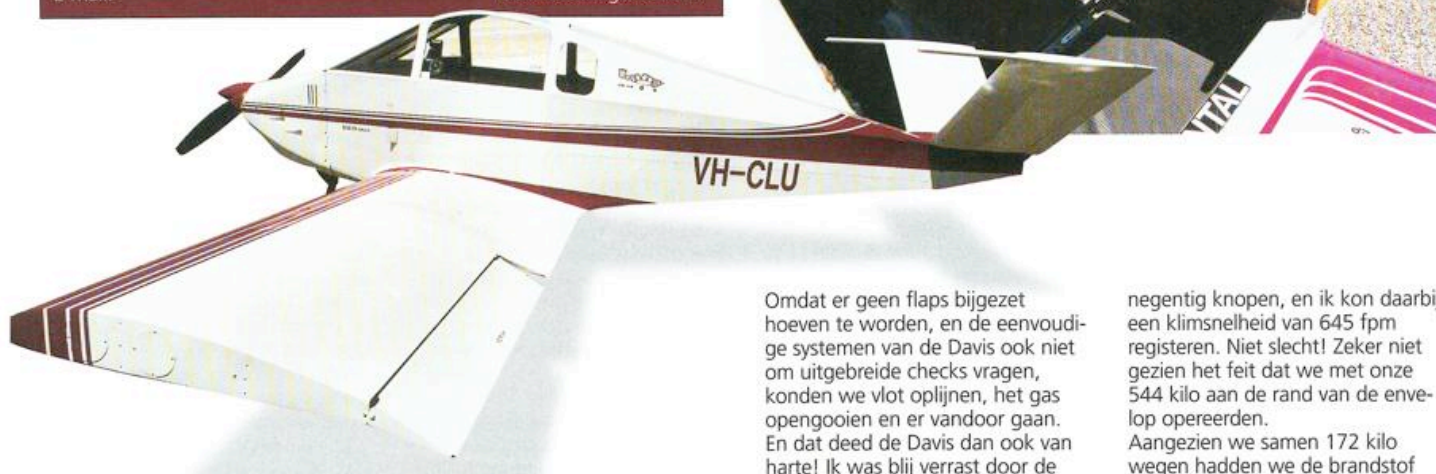 VH-CLU
TAL
Omdat er geen flaps bijgezet
hoeven te worden, en de eenvoudi-
ge systemen van de Davis ook niet
om uitgebreide checks vragen,
konden we vlot oplijnen, het gas
opengooien en er vandoor gaan.
En dat deed de Davis dan ook van
harte! Ik was blij verrast door de
negentig knopen, en ik kon daarbij
een klimsnelheid van 645 fpm
registeren. Niet slecht! Zeker niet
gezien het feit dat we met onze
544 kilo aan de rand van de enve-
lop opereerden.
Aangezien we samen 172 kilo
wegen hadden we de brandstof